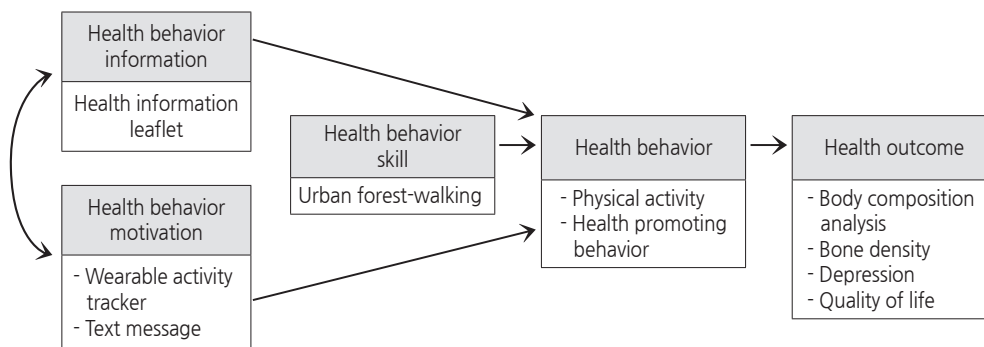 Health behavior
information
Health information
leaflet
Health behavior
motivation
- Wearable activity
tracker
- Text message
Health behavior
skill
Urban forest-walking
Health behavior
- Physical activity
- Health promoting
behavior
Health outcome
- Body composition
analysis
- Bone density
- Depression
- Quality of life